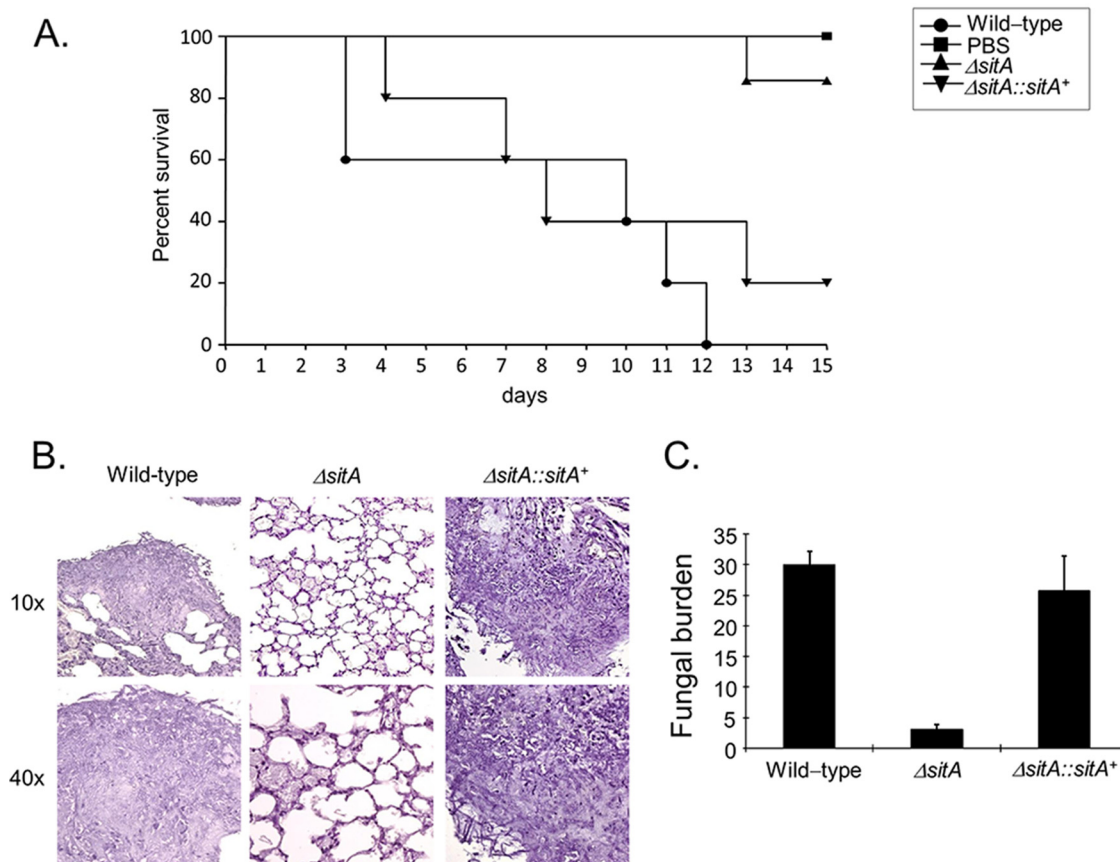 A.
Wild–type
PBS
ΔsitA
ΔsitA::sitA⁺
Percent survival
100
80
60
40
20
0
0 1 2 3 4 5 6 7 8 9 10 11 12 13 14 15
days
B.
Wild-type ΔsitA ΔsitA::sitA⁺
10x
40x
C.
Fungal burden
35
30
25
20
15
10
5
0
Wild–type ΔsitA ΔsitA::sitA⁺